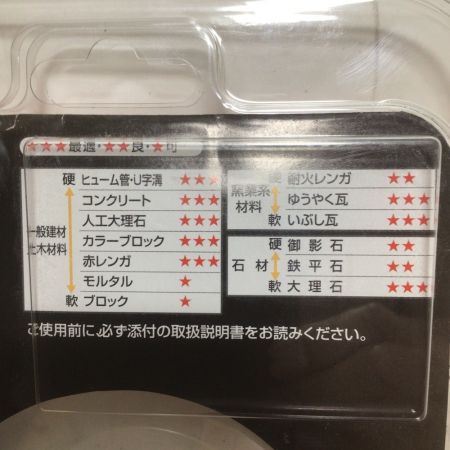 ★★★最適・★★良・★可
一般建材
土木材料
硬 ヒューム管・U字溝 ★★★
コンクリート ★★★
人工大理石 ★★★
カラーブロック ★★★
赤レンガ ★★★
モルタル ★
軟 ブロック ★
窯業系
材料
硬 耐火レンガ ★★
ゆうやく瓦 ★★★
軟 いぶし瓦 ★★★
石材
硬 御影石 ★★
鉄平石 ★★
軟 大理石 ★★★
ご使用前に必ず添付の取扱説明書をお読みください。